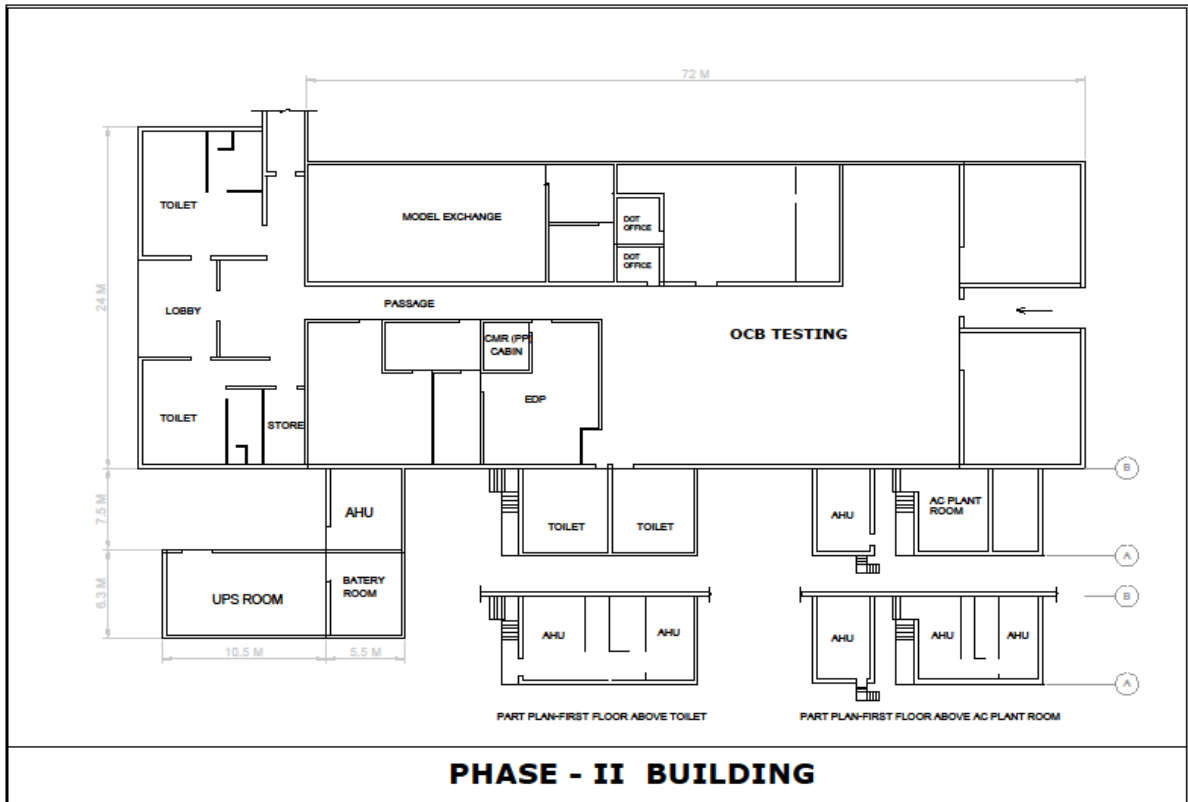 72 M
TOILET
MODEL EXCHANGE
DOT
OFFICE
DOT
OFFICE
24 M
LOBBY
PASSAGE
OCB TESTING
CMR (PP)
CABIN
TOILET
STORE
EDP
B
7.5 M
AHU
TOILET
TOILET
AHU
AC PLANT
ROOM
A
6.3 M
UPS ROOM
BATERY
ROOM
B
AHU
AHU
AHU
AHU
AHU
10.5 M
5.5 M
A
PART PLAN-FIRST FLOOR ABOVE TOILET
PART PLAN-FIRST FLOOR ABOVE AC PLANT ROOM
PHASE - II BUILDING